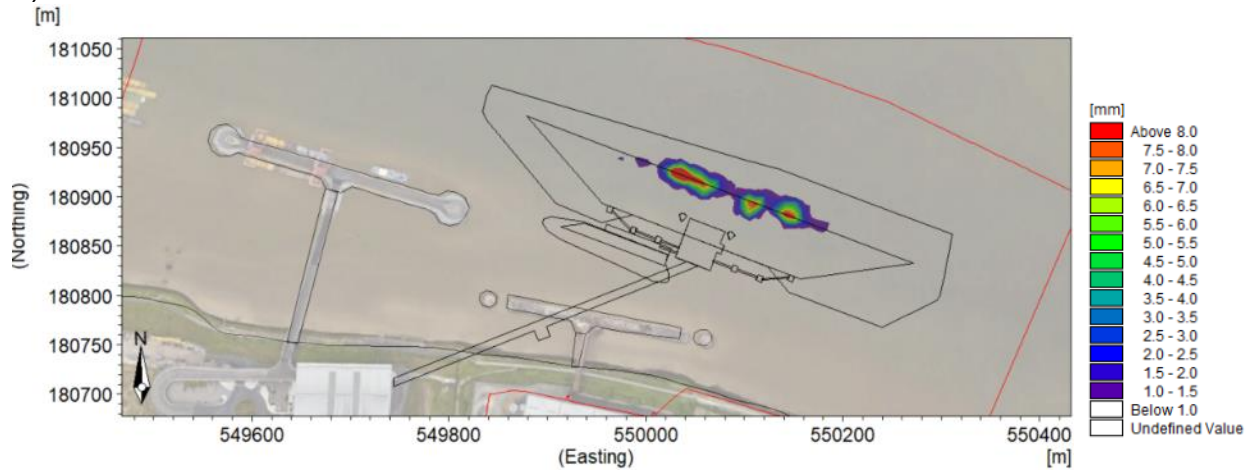 [m]
181050
181000
180950
180900
180850
180800
180750
180700
(Northing)
N
549600 549800 550000 550200 550400
(Easting) [m]
[mm]
Above 8.0
7.5 - 8.0
7.0 - 7.5
6.5 - 7.0
6.0 - 6.5
5.5 - 6.0
5.0 - 5.5
4.5 - 5.0
4.0 - 4.5
3.5 - 4.0
3.0 - 3.5
2.5 - 3.0
2.0 - 2.5
1.5 - 2.0
1.0 - 1.5
Below 1.0
Undefined Value